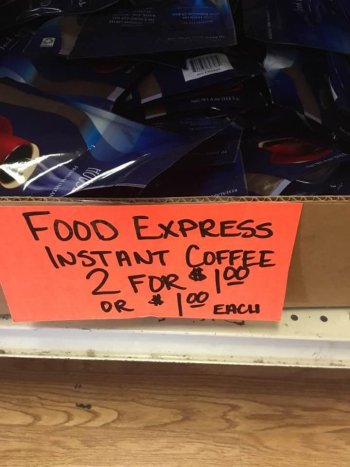 FOOD EXPRESS
INSTANT COFFEE
2 FOR $1.00
OR $1.00 EACH